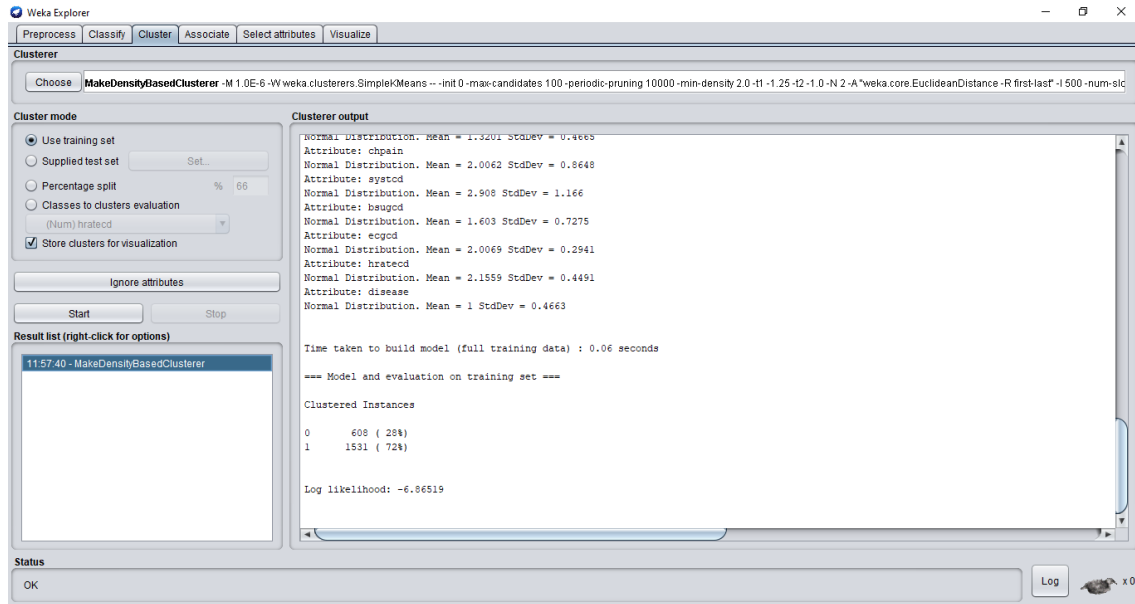 Weka Explorer
Preprocess Classify Cluster Associate Select attributes Visualize
Clusterer
Choose MakeDensityBasedClusterer -M 1.0E-6 -W weka.clusterers.SimpleKMeans -- -init 0 -max-candidates 100 -periodic-pruning 10000 -min-density 2.0 -t1 -1.25 -t2 -1.0 -N 2 -A "weka.core.EuclideanDistance -R first-last" -I 500 -num-slo
Cluster mode
Use training set
Supplied test set Set...
Percentage split % 66
Classes to clusters evaluation
(Num) hratecd
Store clusters for visualization
Ignore attributes
Start Stop
Result list (right-click for options)
11:57:40 - MakeDensityBasedClusterer
Clusterer output
Normal Distribution. Mean = 1.3201 StdDev = 0.4665
Attribute: chpain
Normal Distribution. Mean = 2.0062 StdDev = 0.8648
Attribute: systcd
Normal Distribution. Mean = 2.908 StdDev = 1.166
Attribute: bsugcd
Normal Distribution. Mean = 1.603 StdDev = 0.7275
Attribute: ecgcd
Normal Distribution. Mean = 2.0069 StdDev = 0.2941
Attribute: hratecd
Normal Distribution. Mean = 2.1559 StdDev = 0.4491
Attribute: disease
Normal Distribution. Mean = 1 StdDev = 0.4663
Time taken to build model (full training data) : 0.06 seconds
=== Model and evaluation on training set ===
Clustered Instances
0 608 ( 28%)
1 1531 ( 72%)
Log likelihood: -6.86519
Status
OK
Log
x 0